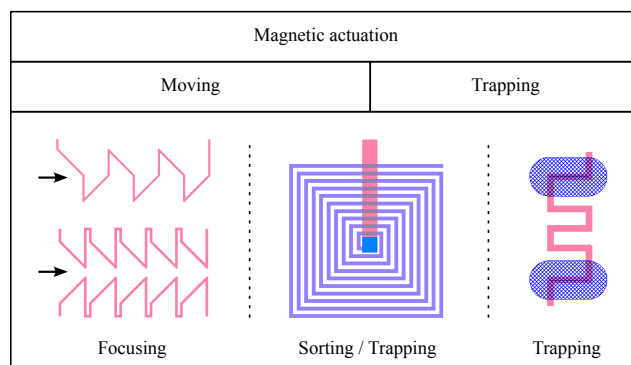 Magnetic actuation
Moving
Trapping
Focusing
Sorting / Trapping
Trapping